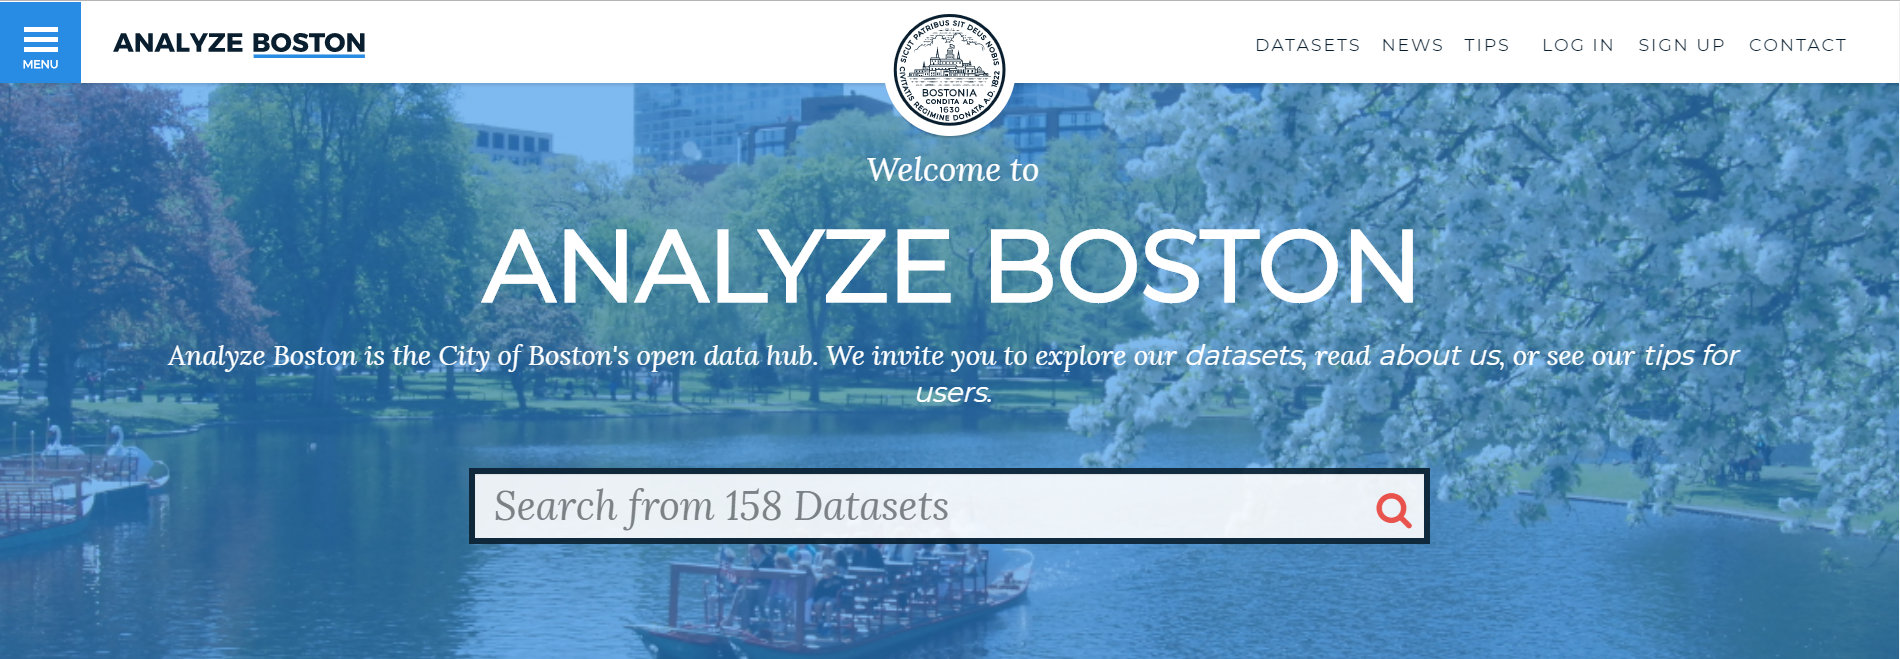 MENU
ANALYZE BOSTON
SICUT PATRIBUS SIT DEUS NOBIS
CIVITATIS REGIMINE DONATA A.D. 1822
BOSTONIA
CONDITA AD
1630
DATASETS NEWS TIPS LOG IN SIGN UP CONTACT
Welcome to
ANALYZE BOSTON
Analyze Boston is the City of Boston's open data hub. We invite you to explore our datasets, read about us, or see our tips for
users.
Search from 158 Datasets